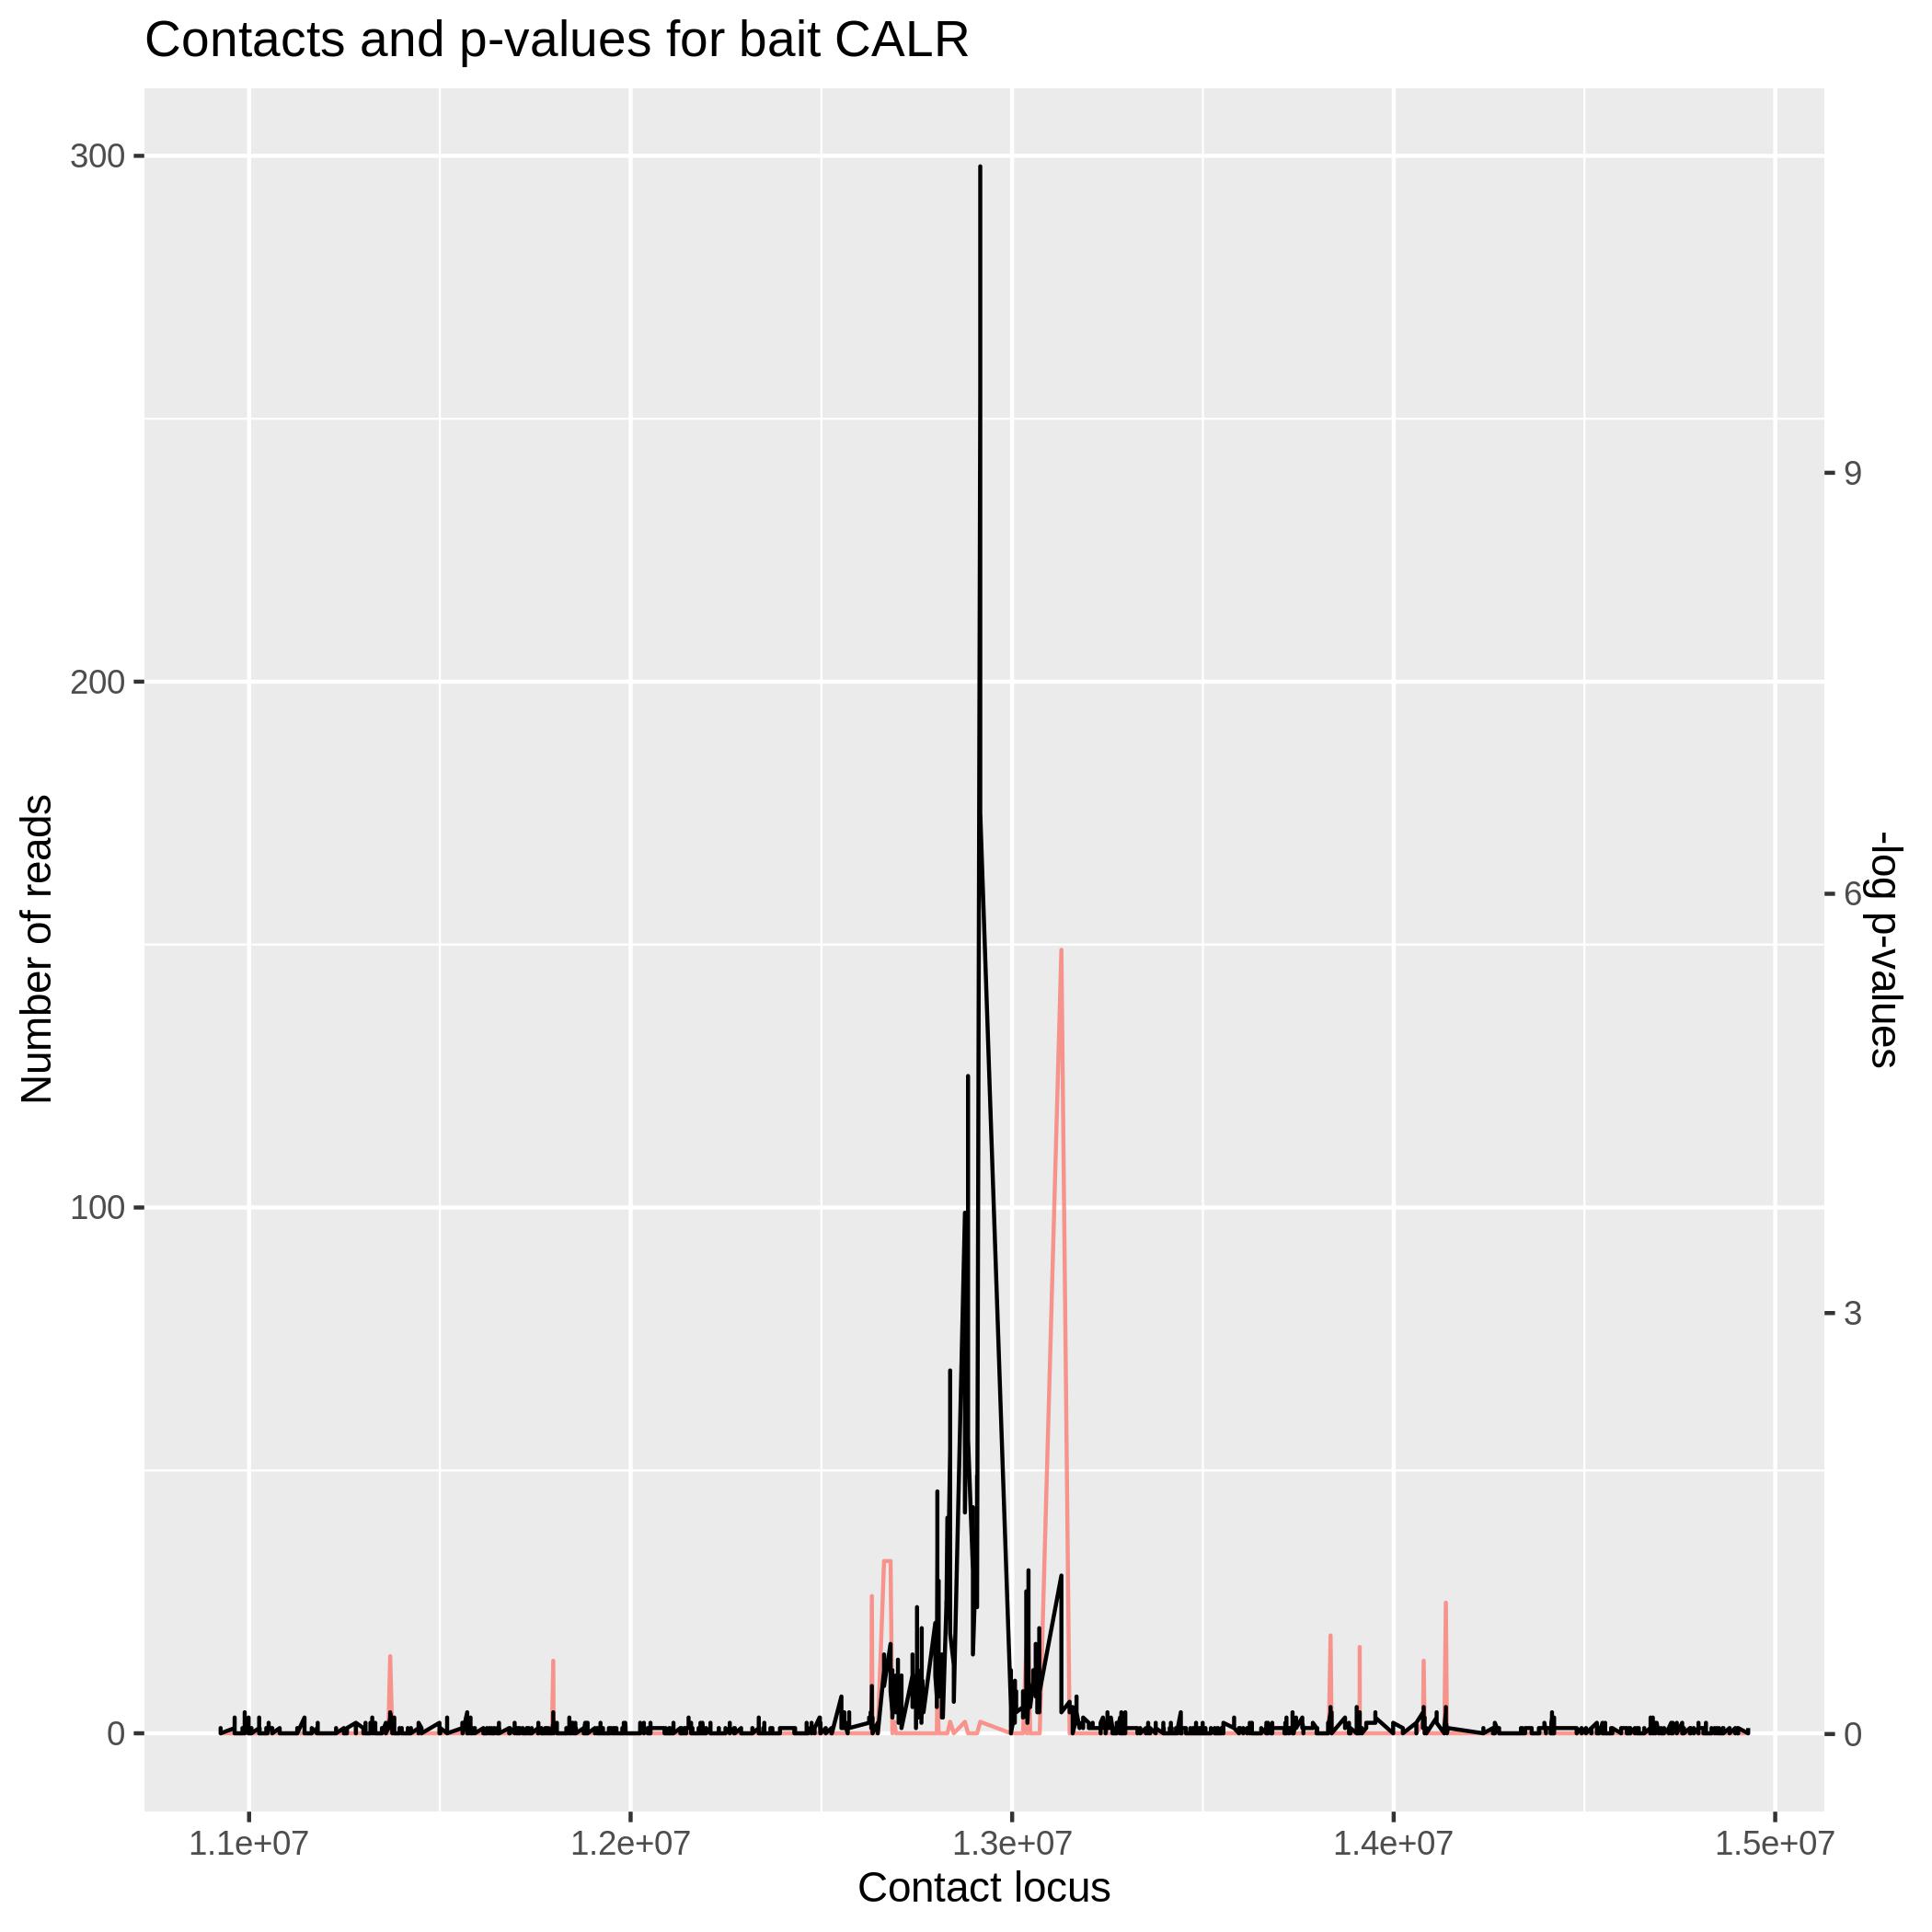 Contacts and p-values for bait CALR
300
200
100
0
Number of reads
9
6
3
0
-log p-values
1.1e+07
1.2e+07
1.3e+07
1.4e+07
1.5e+07
Contact locus